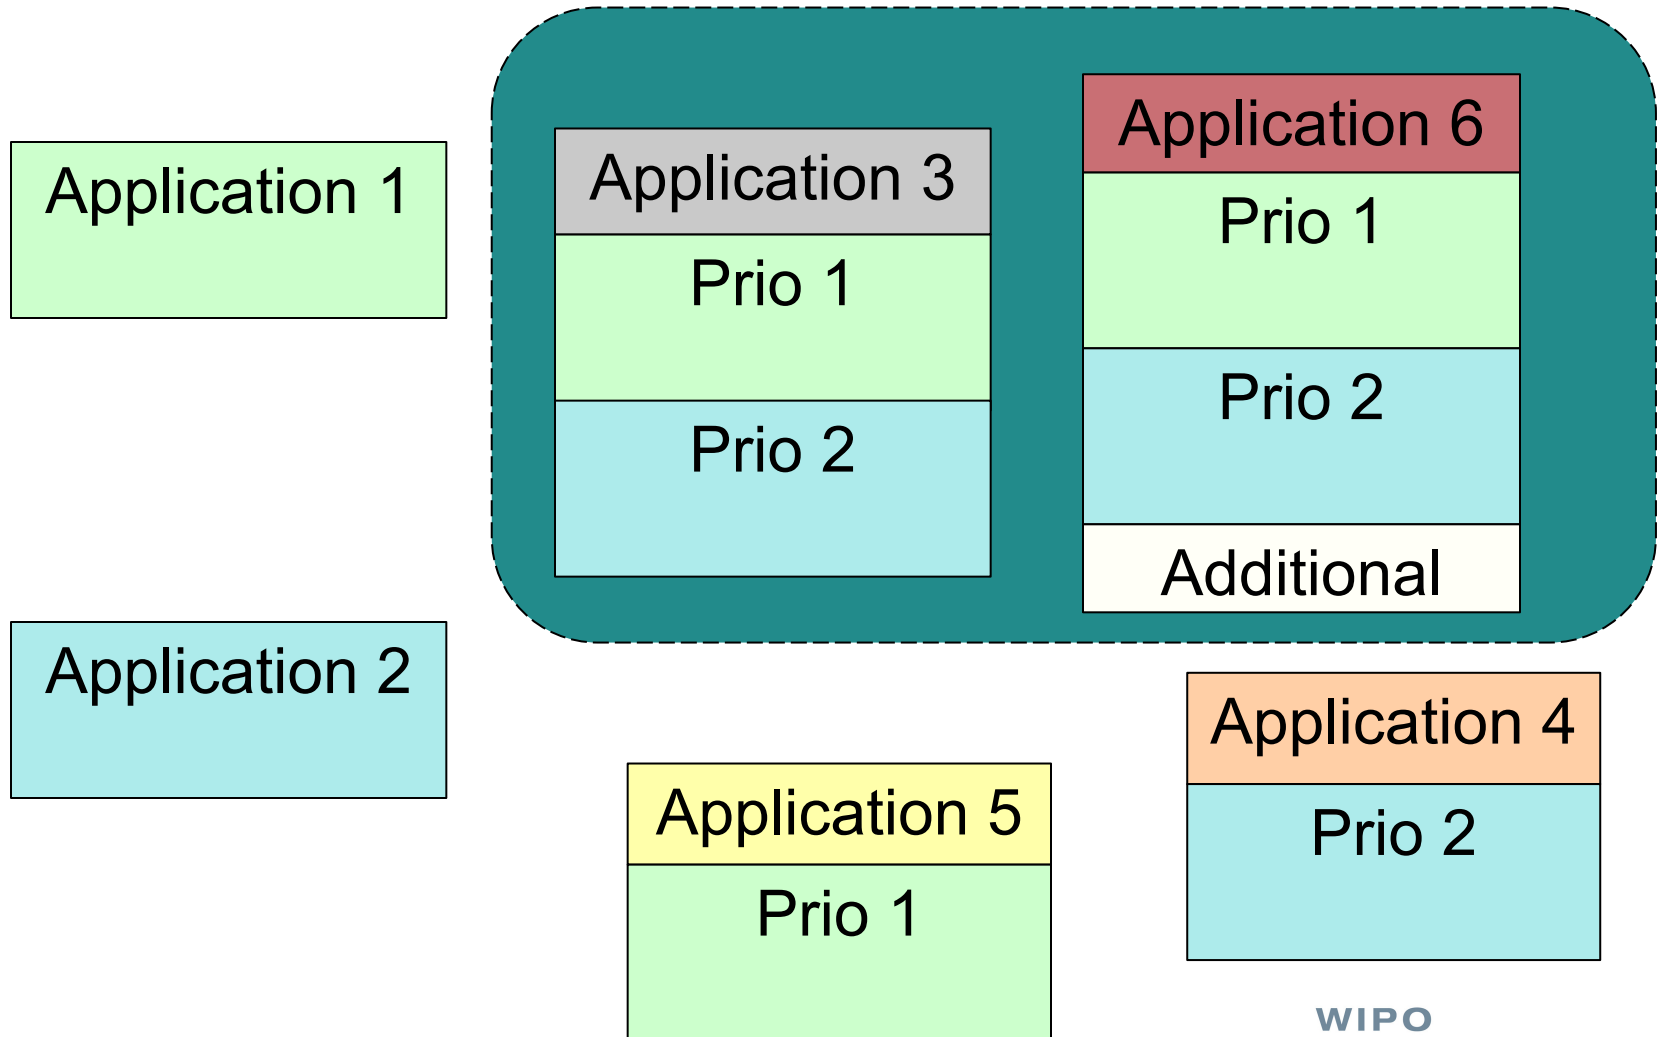 Application 1
Application 2
Application 3
Prio 1
Prio 2
Application 6
Prio 1
Prio 2
Additional
Application 5
Prio 1
Application 4
Prio 2
WIPO